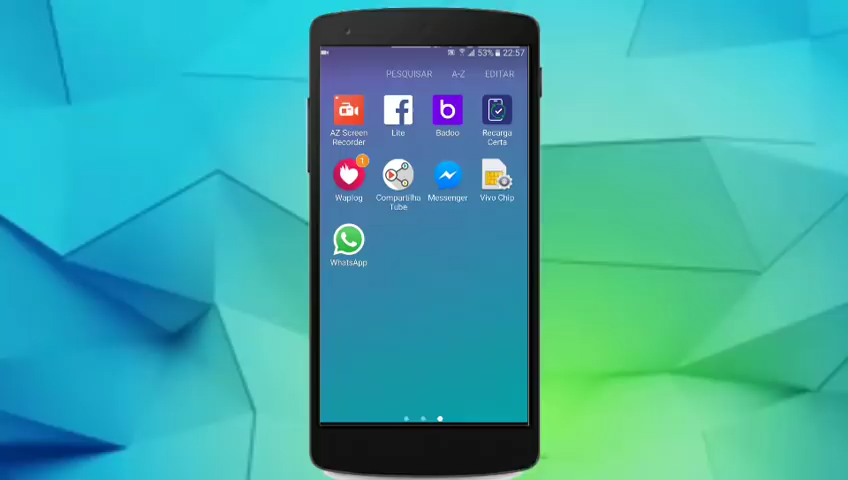 53% 22:57
PESQUISAR A-Z EDITAR
AZ Screen Recorder
Lite
Badoo
Recarga Certa
1
Waplog
Compartilha Tube
Messenger
Vivo Chip
WhatsApp